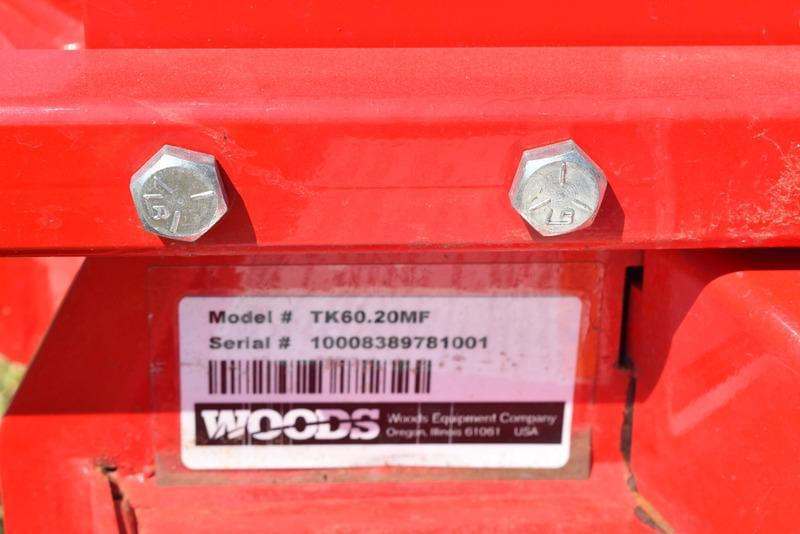 Model # TK60.20MF
Serial # 10008389781001
WOODS
Woods Equipment Company
Oregon, Illinois 61061 USA